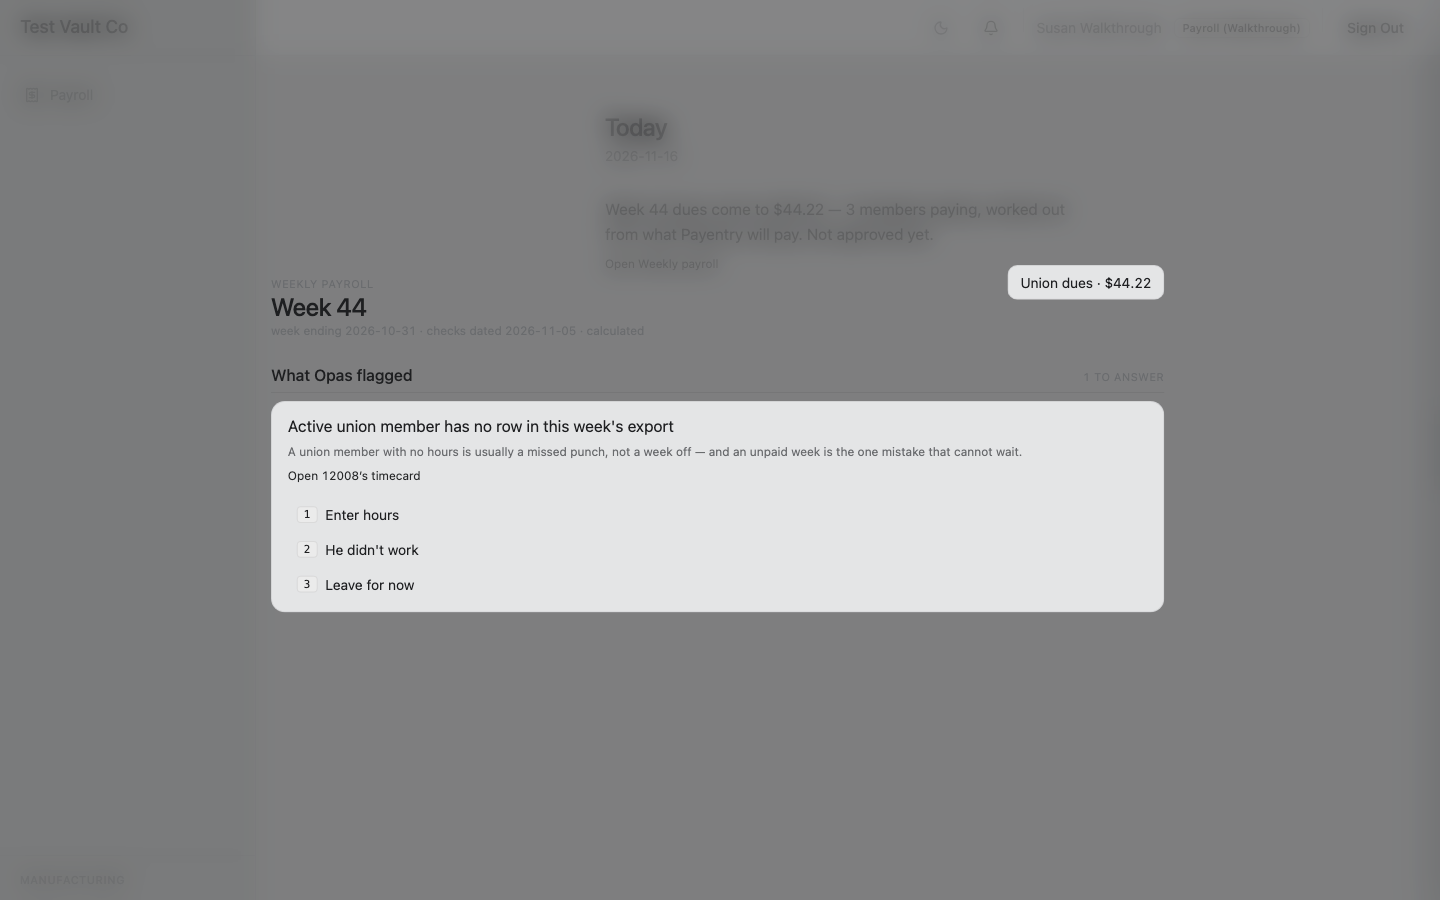 Test Vault Co
Susan Walkthrough
Payroll (Walkthrough)
Sign Out
Payroll
Today
2026-11-16
Week 44 dues come to $44.22 — 3 members paying, worked out
from what Payentry will pay. Not approved yet.
Open Weekly payroll
WEEKLY PAYROLL
Week 44
week ending 2026-10-31 · checks dated 2026-11-05 · calculated
Union dues · $44.22
What Opas flagged
1 TO ANSWER
Active union member has no row in this week's export
A union member with no hours is usually a missed punch, not a week off — and an unpaid week is the one mistake that cannot wait.
Open 12008's timecard
1 Enter hours
2 He didn't work
3 Leave for now
MANUFACTURING